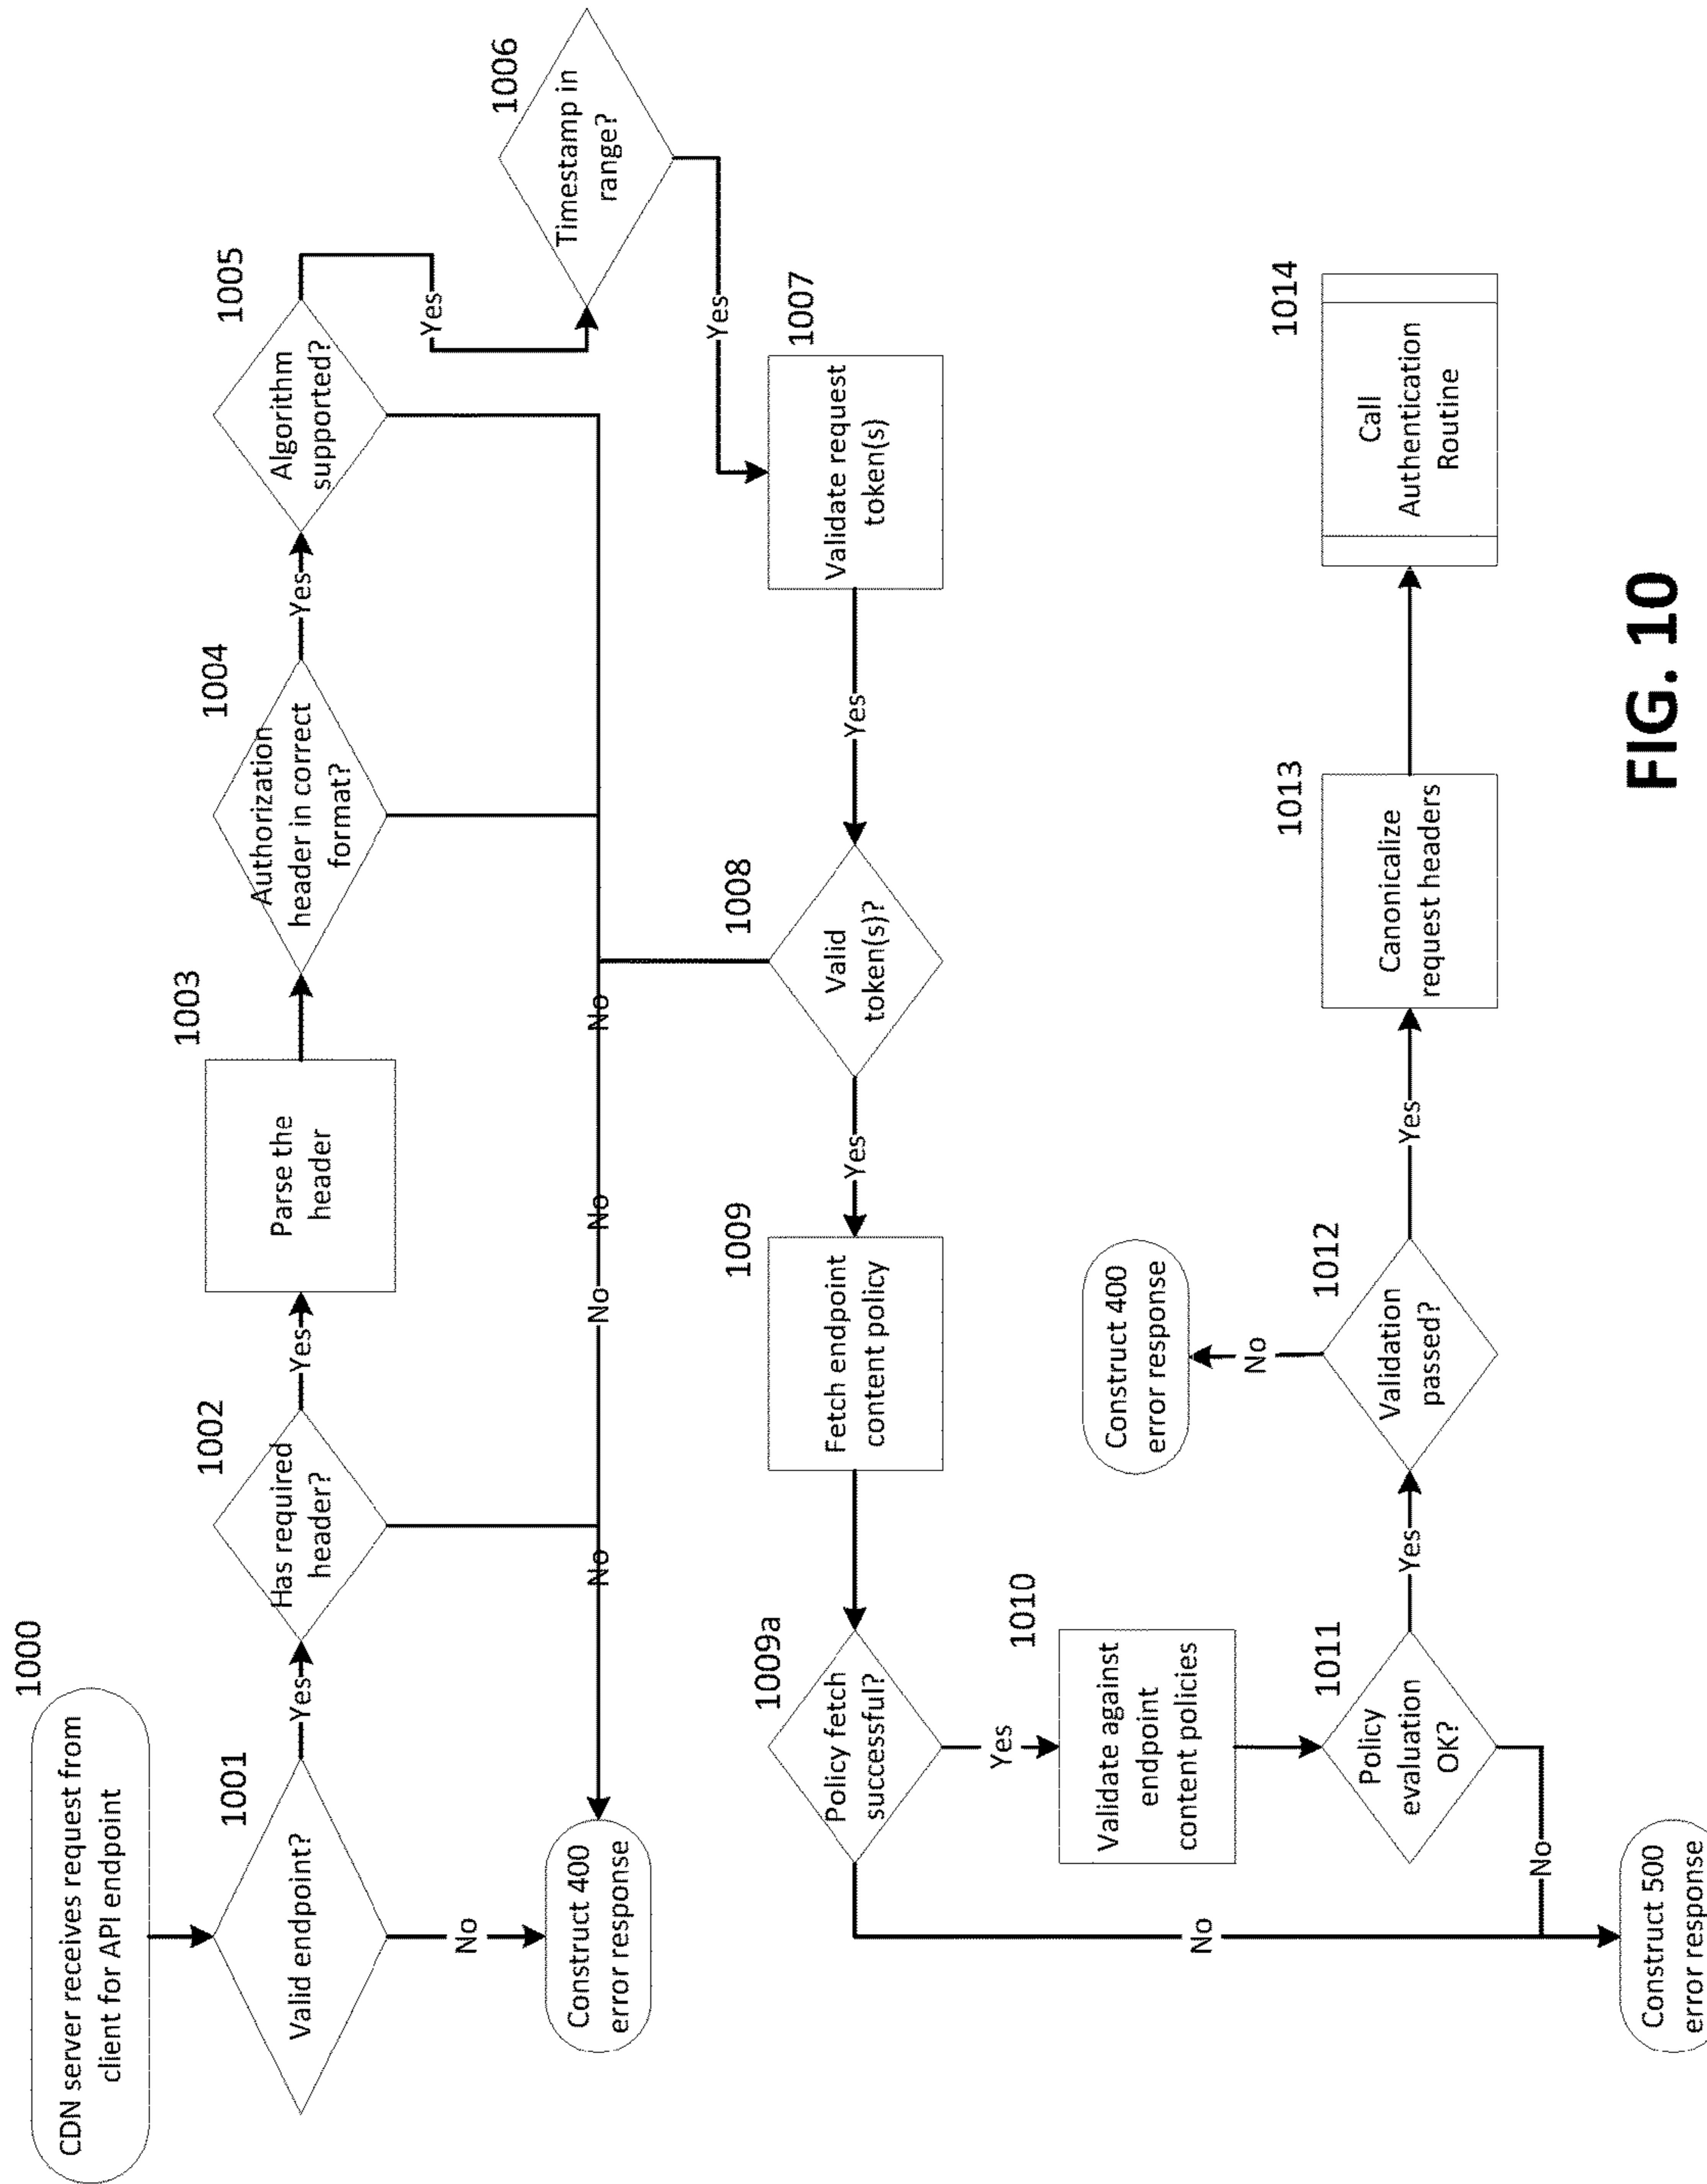 1000
CDN server receives request from
client for API endpoint
1001
Valid endpoint?
Yes
No
Construct 400
error response
1002
Has required
header?
Yes
No
1003
Parse the
header
1004
Authorization
header in correct
format?
Yes
No
1005
Algorithm
supported?
Yes
No
1006
Timestamp in
range?
Yes
1007
Validate request
token(s)
Yes
1008
Valid
token(s)?
No
Yes
1009
Fetch endpoint
content policy
1009a
Policy fetch
successful?
Yes
No
1010
Validate against
endpoint
content policies
1011
Policy
evaluation
OK?
Yes
No
Construct 500
error response
1012
Validation
passed?
No
Construct 400
error response
Yes
1013
Canonicalize
request headers
1014
Call
Authentication
Routine
FIG. 10